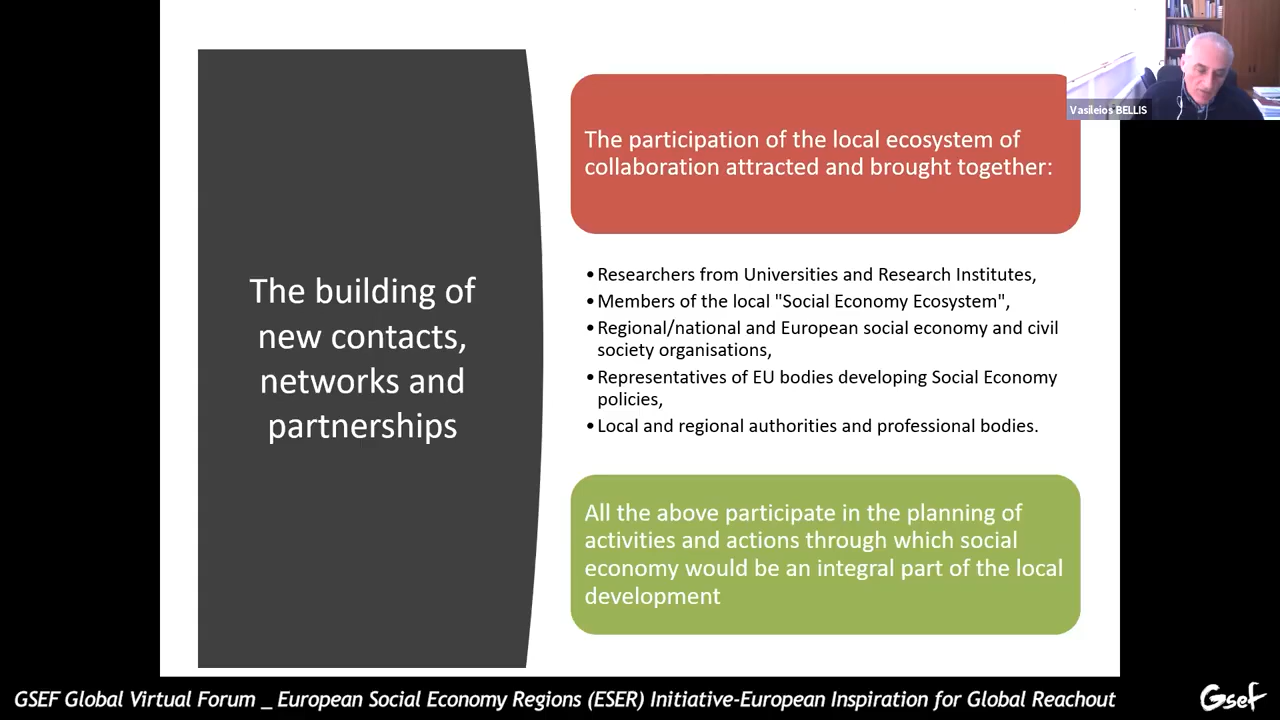 The building of
new contacts,
networks and
partnerships
The participation of the local ecosystem of
collaboration attracted and brought together:
•Researchers from Universities and Research Institutes,
•Members of the local "Social Economy Ecosystem",
•Regional/national and European social economy and civil
society organisations,
•Representatives of EU bodies developing Social Economy
policies,
•Local and regional authorities and professional bodies.
All the above participate in the planning of
activities and actions through which social
economy would be an integral part of the local
development
Vasileios BELLIS
GSEF Global Virtual Forum _ European Social Economy Regions (ESER) Initiative-European Inspiration for Global Reachout
Gsef